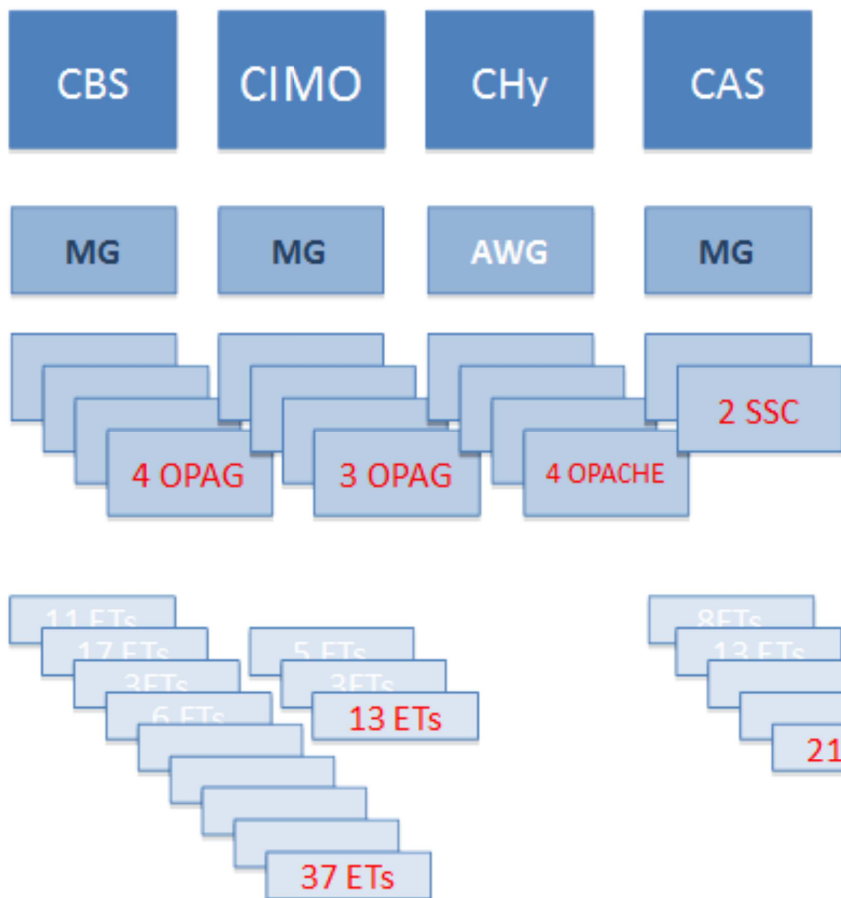 CBS
CIMO
CHy
CAS
MG
MG
AWG
MG
4 OPAG
3 OPAG
4 OPACHE
2 SSC
11 ETs
17 ETs
3ETs
6 ETs
37 ETs
5 ETs
3ETs
13 ETs
8ETs
13 ETs
21